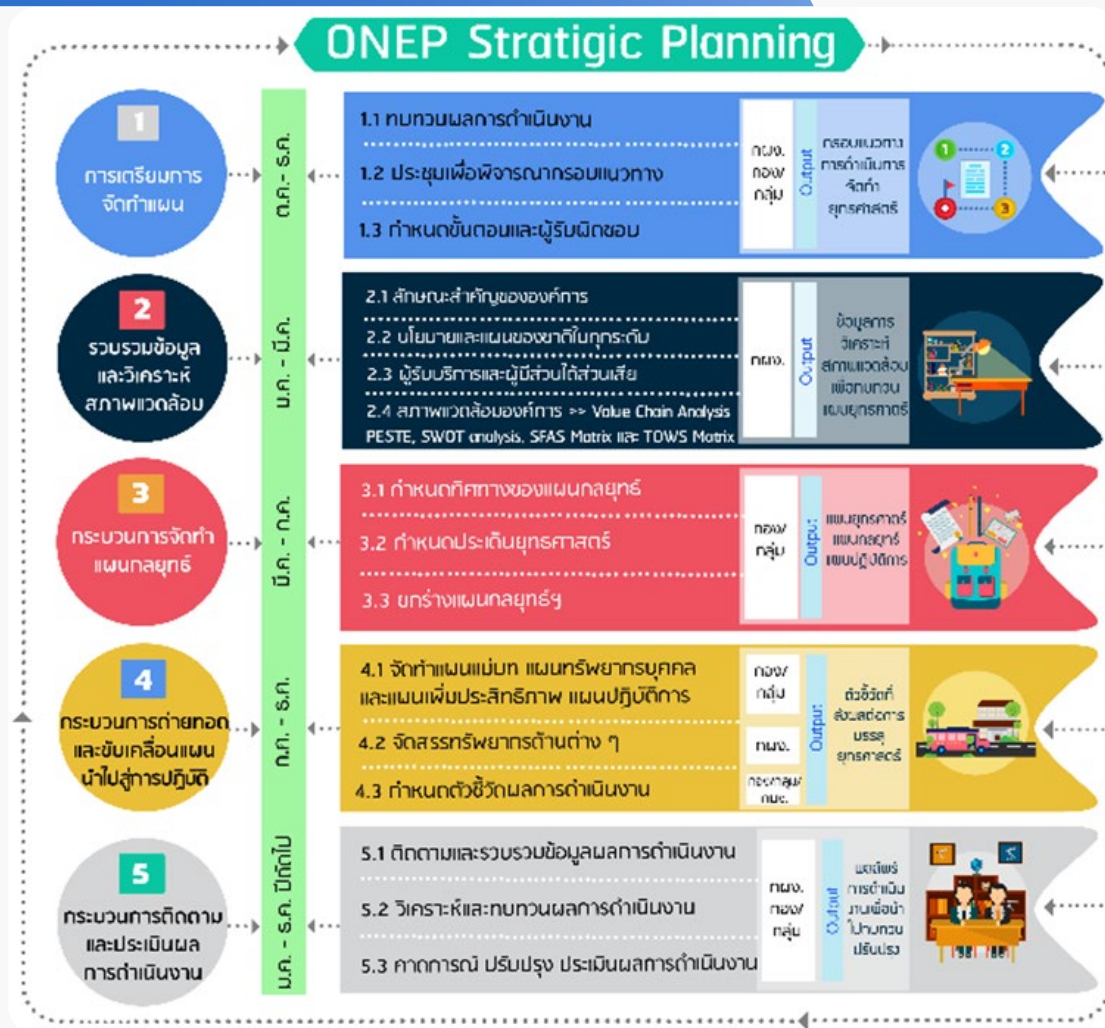 ONEP Stratigic Planning
1
การเตรียมการ
จัดทำแผน
ต.ค.- ธ.ค.
1.1 ทบทวนผลการดำเนินงาน
1.2 ประชุมเพื่อพิจารณากรอบแนวทาง
1.3 กำหนดขั้นตอนและผู้รับผิดชอบ
กผง.
กอง/
กลุ่ม
Output
กรอบแนวทาง
การดำเนินการ
จัดทำ
ยุทธศาสตร์
2
รวบรวมข้อมูล
และวิเคราะห์
สภาพแวดล้อม
ม.ค. - มี.ค.
2.1 ลักษณะสำคัญขององค์การ
2.2 นโยบายและแผนของชาติในทุกระดับ
2.3 ผู้รับบริการและผู้มีส่วนได้ส่วนเสีย
2.4 สภาพแวดล้อมองค์การ >> Value Chain Analysis
PESTE, SWOT analysis, SFAS Matrix และ TOWS Matrix
กผง.
Output
ข้อมูลการ
วิเคราะห์
สภาพแวดล้อม
เพื่อทบทวน
แผนยุทธศาสตร์
3
กระบวนการจัดทำ
แผนกลยุทธ์
มี.ค. - ก.ค.
3.1 กำหนดทิศทางของแผนกลยุทธ์
3.2 กำหนดประเด็นยุทธศาสตร์
3.3 ยกร่างแผนกลยุทธ์ฯ
กอง/
กลุ่ม
Output
แผนยุทธศาสตร์
แผนกลยุทธ์
แผนปฏิบัติการ
4
กระบวนการถ่ายทอด
และขับเคลื่อนแผน
นำไปสู่การปฏิบัติ
ก.ค. - ธ.ค.
4.1 จัดทำแผนแม่บท แผนทรัพยากรบุคคล
และแผนเพิ่มประสิทธิภาพ แผนปฏิบัติการ
4.2 จัดสรรทรัพยากรด้านต่าง ๆ
4.3 กำหนดตัวชี้วัดผลการดำเนินงาน
กอง/
กลุ่ม
กผง.
กอง/กลุ่ม/
กผง.
Output
ตัวชี้วัดที่
ส่งผลต่อการ
บรรลุ
ยุทธศาสตร์
5
กระบวนการติดตาม
และประเมินผล
การดำเนินงาน
ม.ค. - ธ.ค. ปีถัดไป
5.1 ติดตามและรวบรวมข้อมูลผลการดำเนินงาน
5.2 วิเคราะห์และทบทวนผลการดำเนินงาน
5.3 คาดการณ์ ปรับปรุง ประเมินผลการดำเนินงาน
กผง.
กอง/
กลุ่ม
Output
ผลลัพธ์
การดำเนิน
งานเพื่อนำ
ไปทบทวน
ปรับปรุง